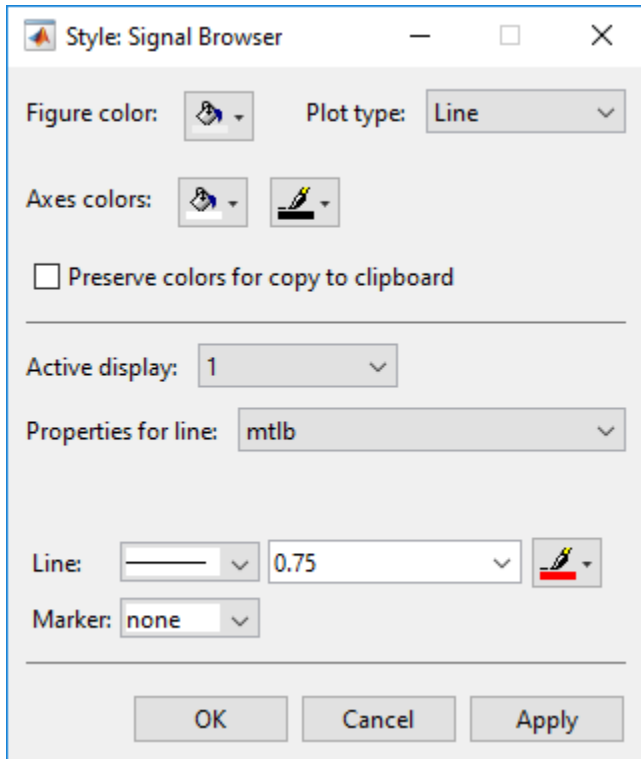 Style: Signal Browser
Figure color: Plot type: Line
Axes colors:
Preserve colors for copy to clipboard
Active display: 1
Properties for line: mtlb
Line: 0.75
Marker: none
OK Cancel Apply